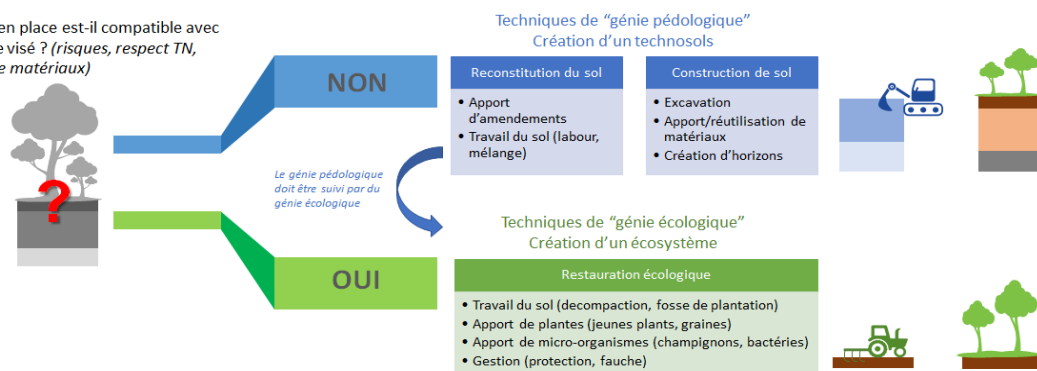 en place est-il compatible avec
e visé ? (risques, respect TN,
e matériaux)
?
NON
Techniques de “génie pédologique”
Création d’un technosols
Reconstitution du sol
• Apport
d’amendements
• Travail du sol (labour,
mélange)
Construction de sol
• Excavation
• Apport/réutilisation de
matériaux
• Création d’horizons
Le génie pédologique
doit être suivi par du
génie écologique
OUI
Techniques de “génie écologique”
Création d’un écosystème
Restauration écologique
• Travail du sol (decompaction, fosse de plantation)
• Apport de plantes (jeunes plants, graines)
• Apport de micro-organismes (champignons, bactéries)
• Gestion (protection, fauche)